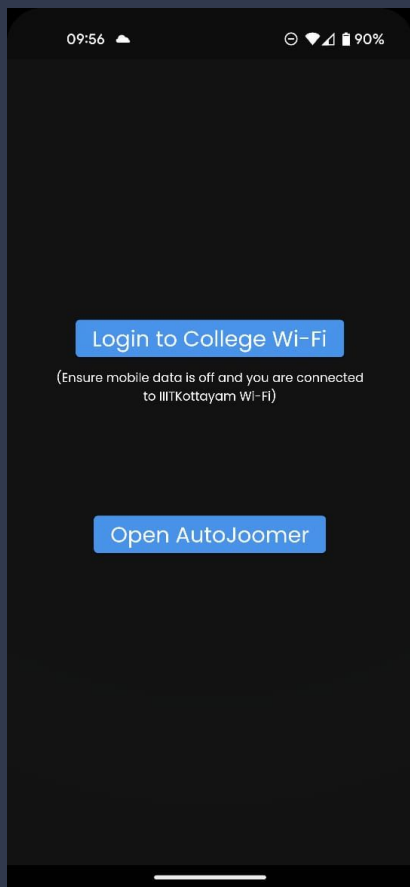 09:56
90%
Login to College Wi-Fi
(Ensure mobile data is off and you are connected
to IIITKottayam Wi-Fi)
Open AutoJoomer